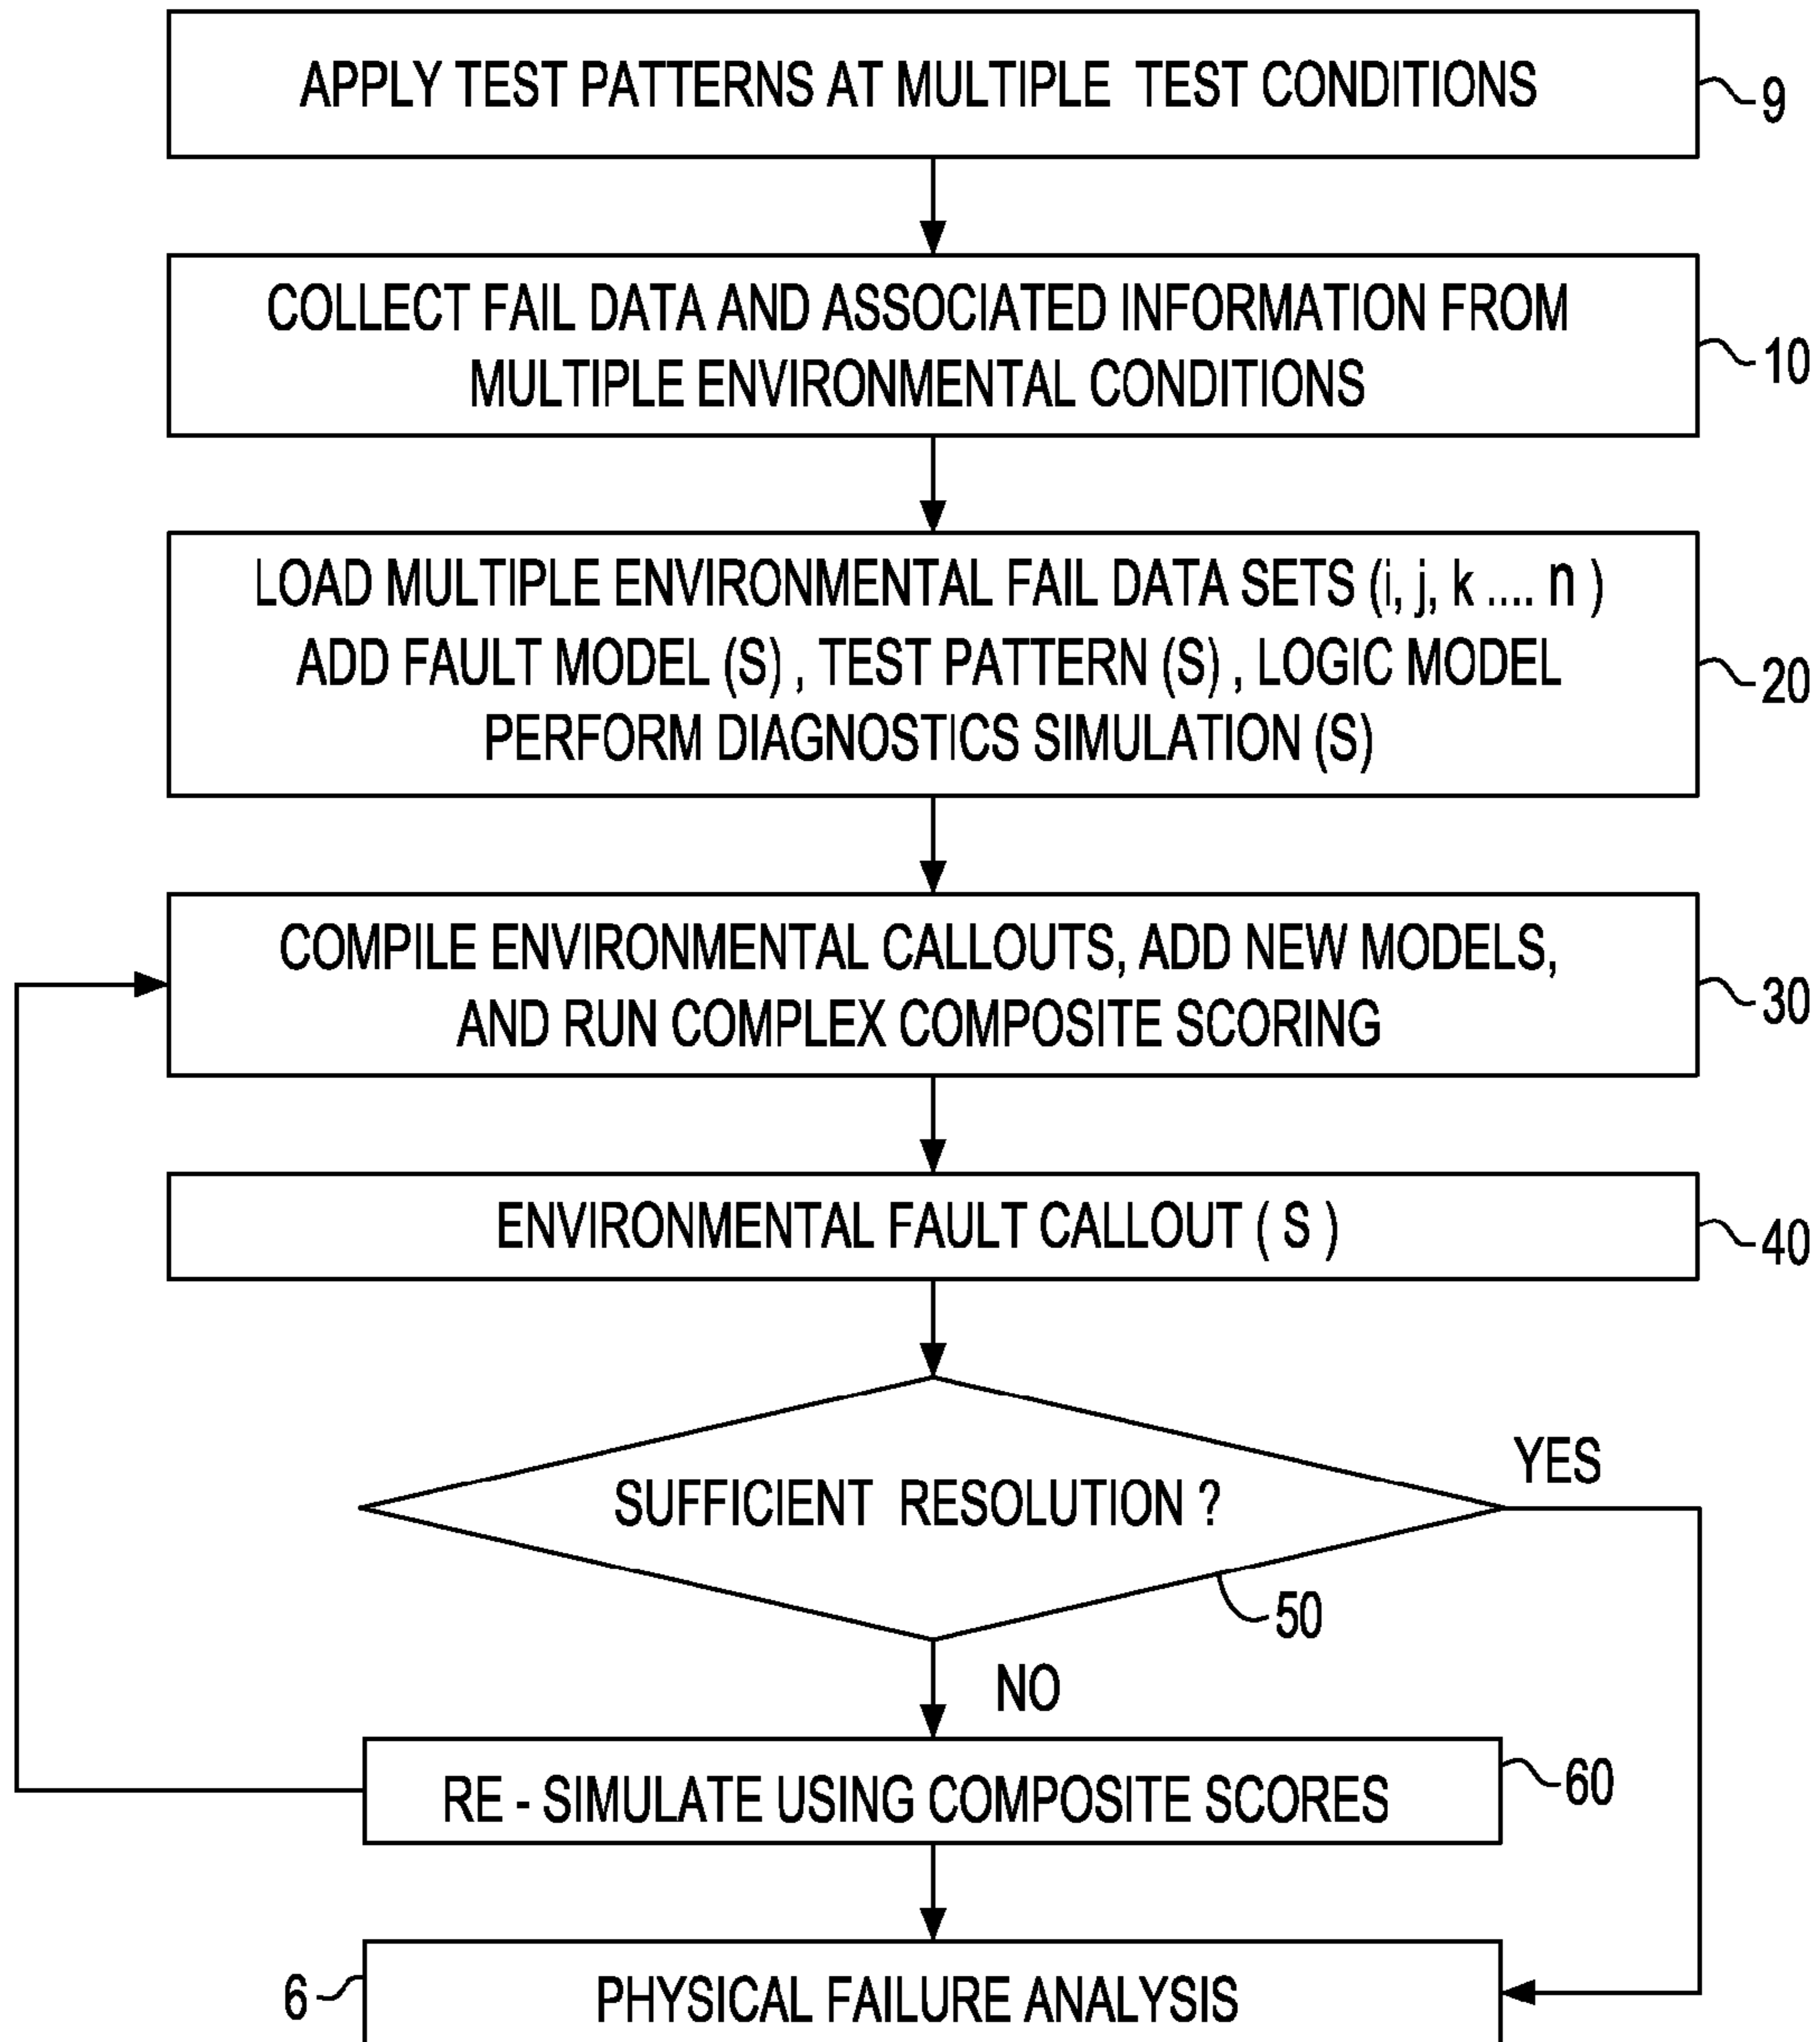 APPLY TEST PATTERNS AT MULTIPLE TEST CONDITIONS
9
COLLECT FAIL DATA AND ASSOCIATED INFORMATION FROM
MULTIPLE ENVIRONMENTAL CONDITIONS
10
LOAD MULTIPLE ENVIRONMENTAL FAIL DATA SETS (i, j, k .... n )
ADD FAULT MODEL (S) , TEST PATTERN (S) , LOGIC MODEL
PERFORM DIAGNOSTICS SIMULATION (S)
20
COMPILE ENVIRONMENTAL CALLOUTS, ADD NEW MODELS,
AND RUN COMPLEX COMPOSITE SCORING
30
ENVIRONMENTAL FAULT CALLOUT ( S )
40
SUFFICIENT RESOLUTION ?
YES
50
NO
RE - SIMULATE USING COMPOSITE SCORES
60
6
PHYSICAL FAILURE ANALYSIS